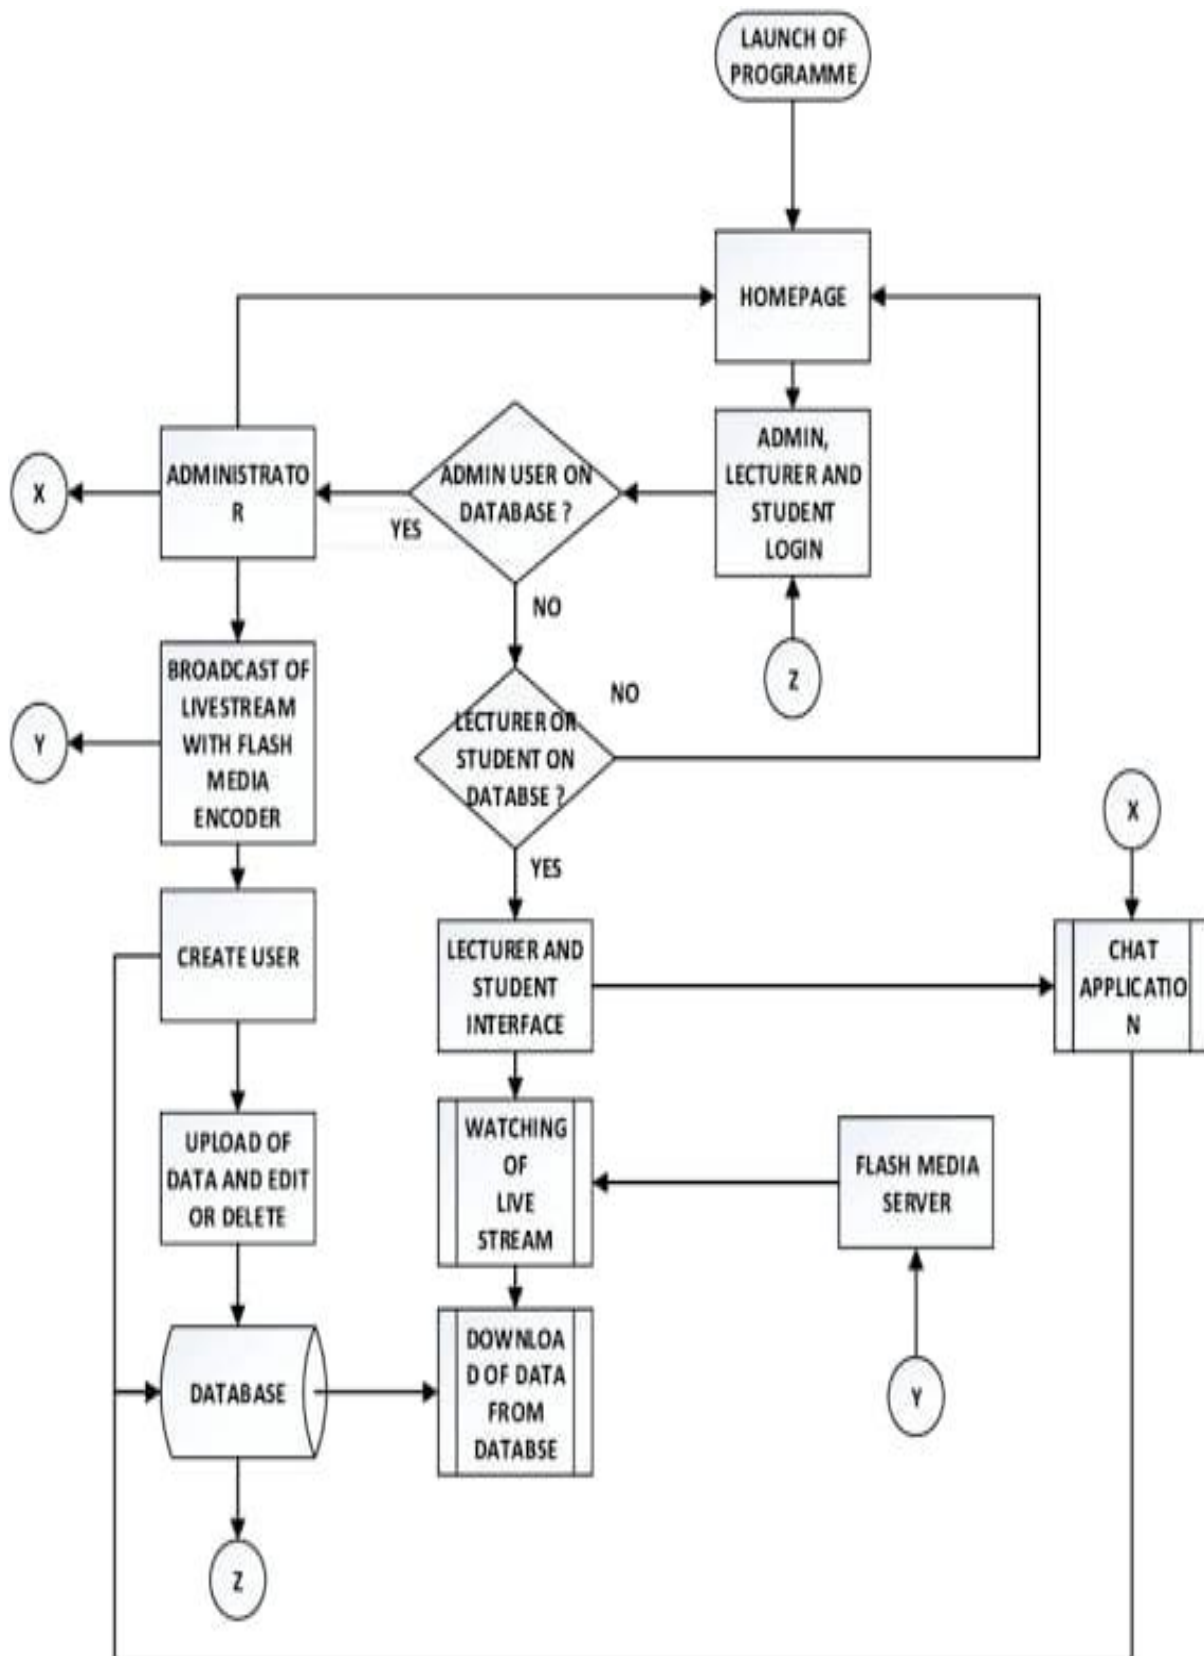 LAUNCH OF
PROGRAMME
HOMEPAGE
ADMIN,
LECTURER AND
STUDENT
LOGIN
ADMIN USER ON
DATABASE ?
YES
NO
ADMINISTRATO
R
X
Z
BROADCAST OF
LIVESTREAM
WITH FLASH
MEDIA
ENCODER
Y
LECTURER OR
STUDENT ON
DATABSE ?
NO
YES
X
CREATE USER
LECTURER AND
STUDENT
INTERFACE
CHAT
APPLICATIO
N
UPLOAD OF
DATA AND EDIT
OR DELETE
WATCHING
OF
LIVE
STREAM
FLASH MEDIA
SERVER
DATABASE
DOWNLOA
D OF DATA
FROM
DATABSE
Y
Z